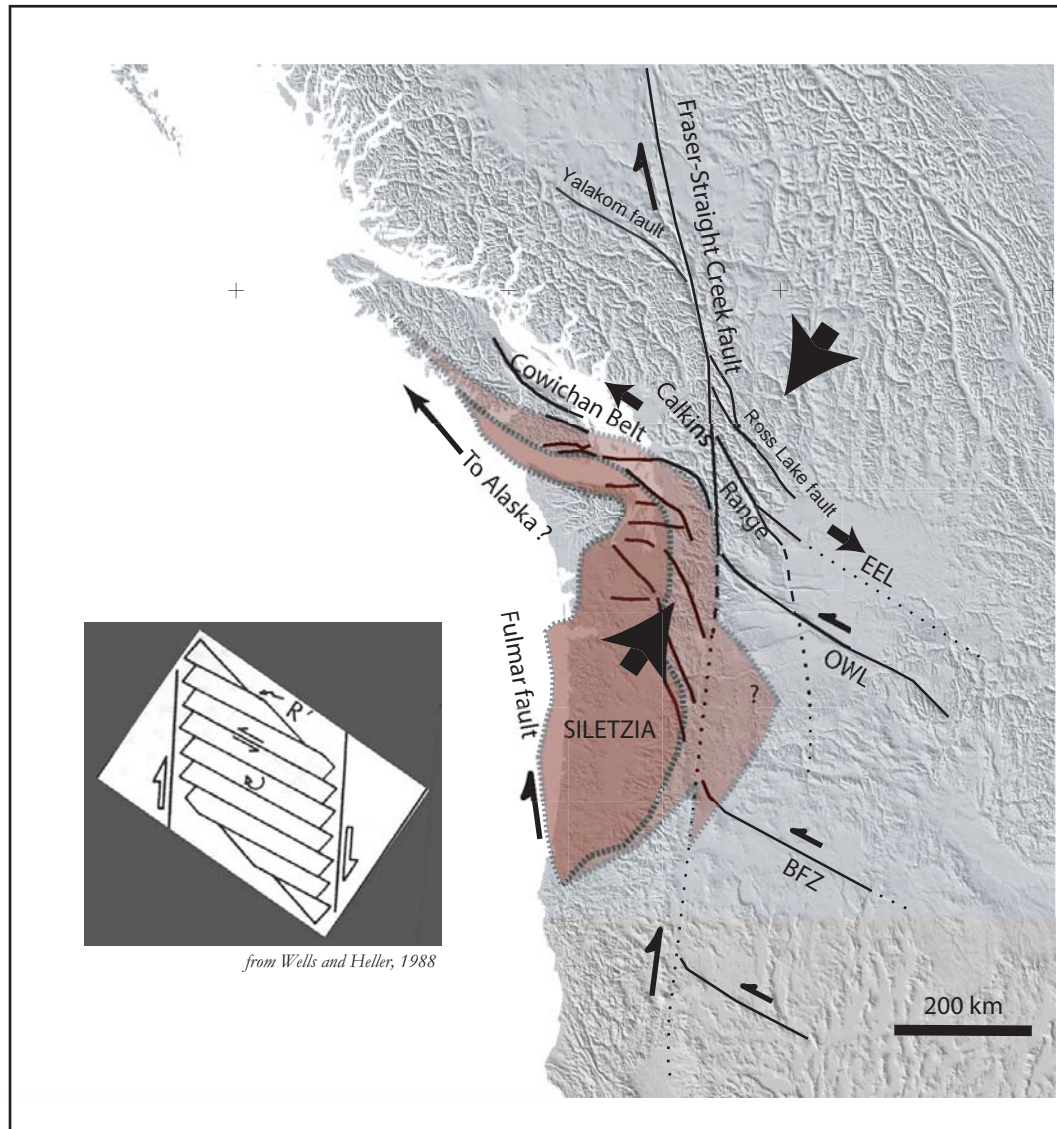 Fraser-Straight Creek fault
Yalakom fault
Cowichan Belt
Calkins
Range
Ross Lake fault
To Alaska ?
EEL
OWL
Fulmar fault
SILETZIA
?
R'
BFZ
from Wells and Heller, 1988
200 km